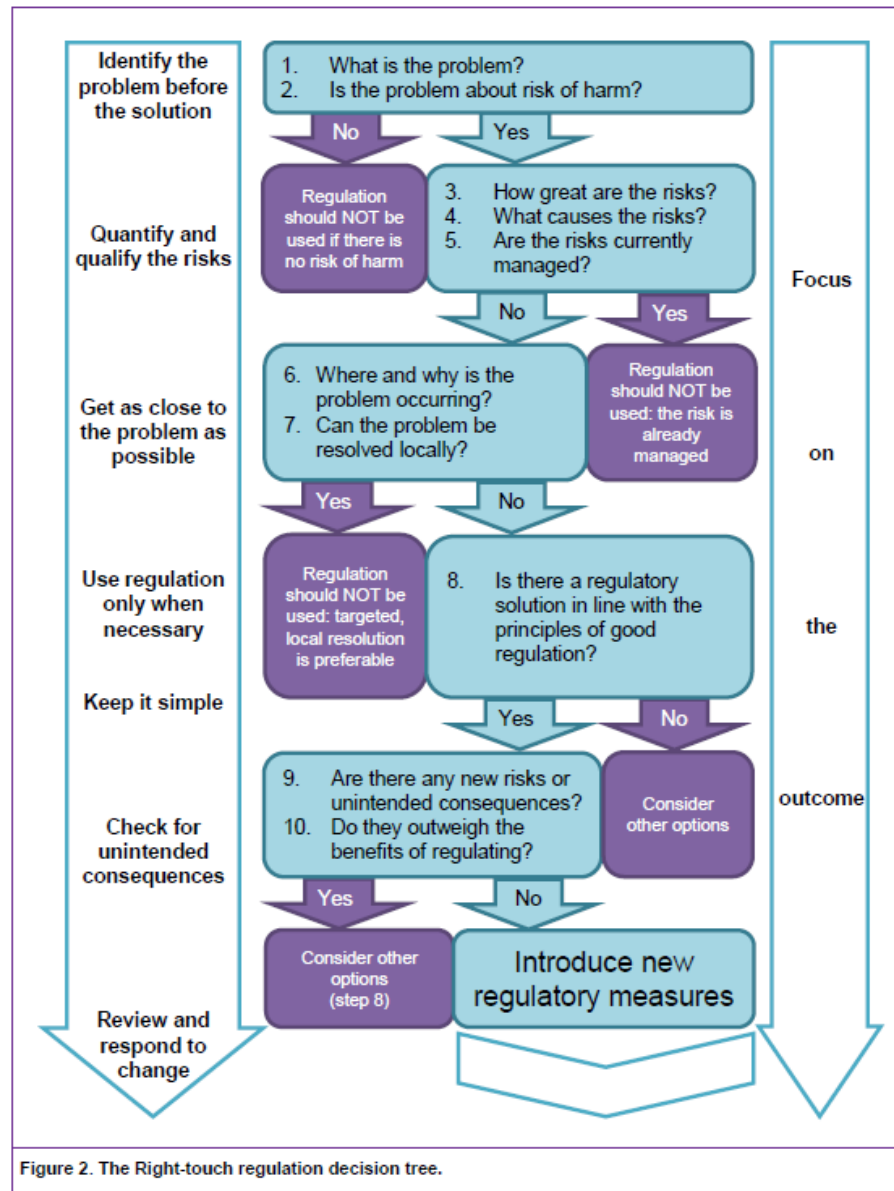 Identify the
problem before
the solution
1. What is the problem?
2. Is the problem about risk of harm?
No
Yes
Regulation
should NOT be
used if there is
no risk of harm
3. How great are the risks?
4. What causes the risks?
5. Are the risks currently
managed?
Quantify and
qualify the risks
Focus
No
Yes
6. Where and why is the
problem occurring?
7. Can the problem be
resolved locally?
Regulation
should NOT be
used: the risk is
already
managed
Get as close to
the problem as
possible
on
Yes
No
Use regulation
only when
necessary
Regulation
should NOT be
used: targeted,
local resolution
is preferable
8. Is there a regulatory
solution in line with the
principles of good
regulation?
the
Keep it simple
Yes
No
9. Are there any new risks or
unintended consequences?
10. Do they outweigh the
benefits of regulating?
Consider
other options
outcome
Check for
unintended
consequences
Yes
No
Consider other
options
(step 8)
Introduce new
regulatory measures
Review and
respond to
change
Figure 2. The Right-touch regulation decision tree.